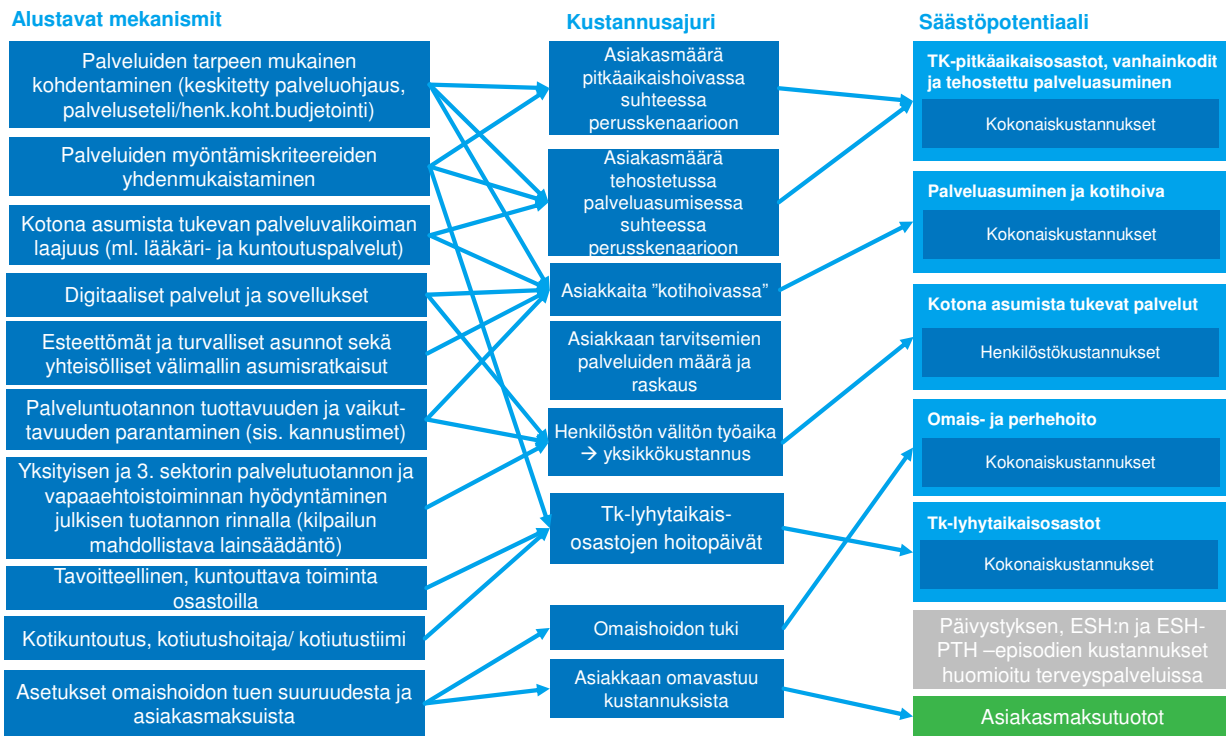 Alustavat mekanismit
Palveluiden tarpeen mukainen
kohdentaminen (keskitetty palveluohjaus,
palveluseteli/henk.koht.budjetointi)
Palveluiden myöntämiskriteereiden
yhdenmukaistaminen
Kotona asumista tukevan palveluvalikoiman
laajuus (ml. lääkäri- ja kuntoutuspalvelut)
Digitaaliset palvelut ja sovellukset
Esteettömät ja turvalliset asunnot sekä
yhteisölliset välimallin asumisratkaisut
Palveluntuotannon tuottavuuden ja vaikut-
tavuuden parantaminen (sis. kannustimet)
Yksityisen ja 3. sektorin palvelutuotannon ja
vapaaehtoistoiminnan hyödyntäminen
julkisen tuotannon rinnalla (kilpailun
mahdollistava lainsäädäntö)
Tavoitteellinen, kuntouttava toiminta
osastoilla
Kotikuntoutus, kotiutushoitaja/ kotiutustiimi
Asetukset omaishoidon tuen suuruudesta ja
asiakasmaksuista
Kustannusajuri
Asiakasmäärä
pitkäaikaishoivassa
suhteessa
perusskenaarioon
Asiakasmäärä
tehostetussa
palveluasumisessa
suhteessa
perusskenaarioon
Asiakkaita ”kotihoivassa”
Asiakkaan tarvitsemien
palveluiden määrä ja
raskaus
Henkilöstön välitön työaika
→ yksikkökustannus
Tk-lyhytaikais-
osastojen hoitopäivät
Omaishoidon tuki
Asiakkaan omavastuu
kustannuksista
Säästöpotentiaali
TK-pitkäaikaisosastot, vanhainkodit
ja tehostettu palveluasuminen
Kokonaiskustannukset
Palveluasuminen ja kotihoiva
Kokonaiskustannukset
Kotona asumista tukevat palvelut
Henkilöstökustannukset
Omais- ja perhehoito
Kokonaiskustannukset
Tk-lyhytaikaisosastot
Kokonaiskustannukset
Päivystyksen, ESH:n ja ESH-
PTH –episodien kustannukset
huomioitu terveyspalveluissa
Asiakasmaksutuotot